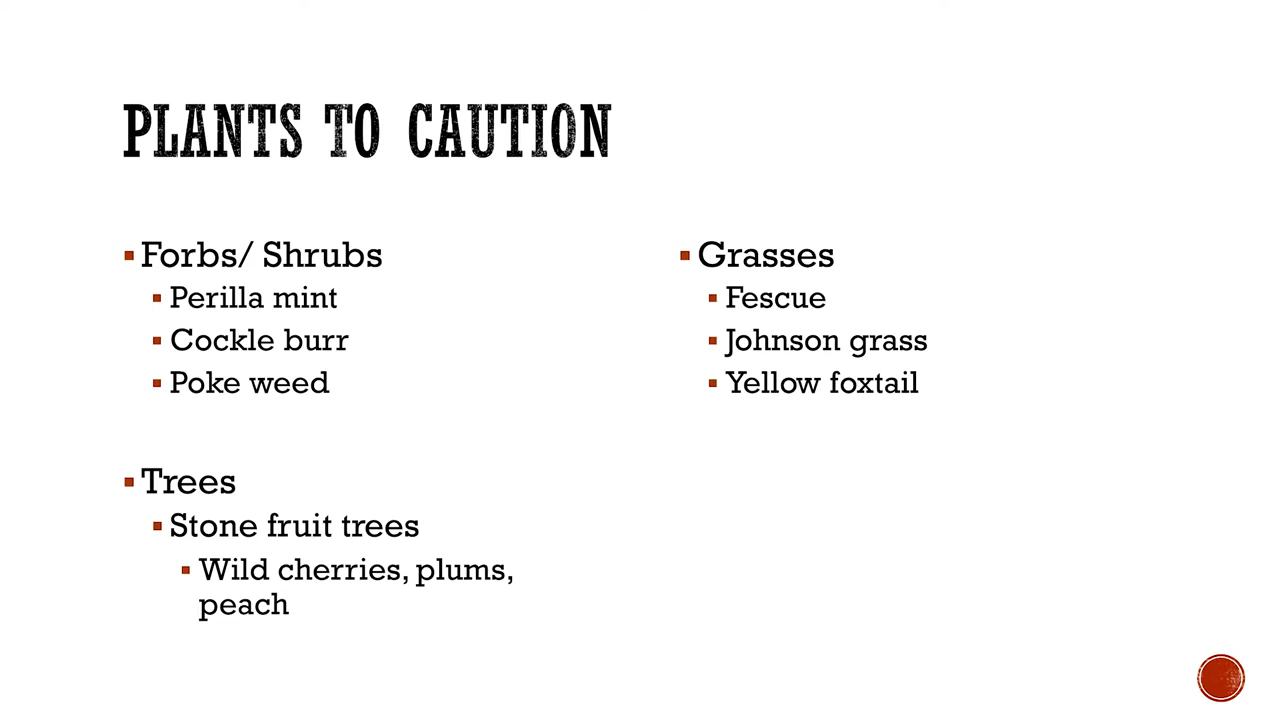 PLANTS TO CAUTION
Forbs/ Shrubs
Perilla mint
Cockle burr
Poke weed
Trees
Stone fruit trees
Wild cherries, plums,
peach
Grasses
Fescue
Johnson grass
Yellow foxtail